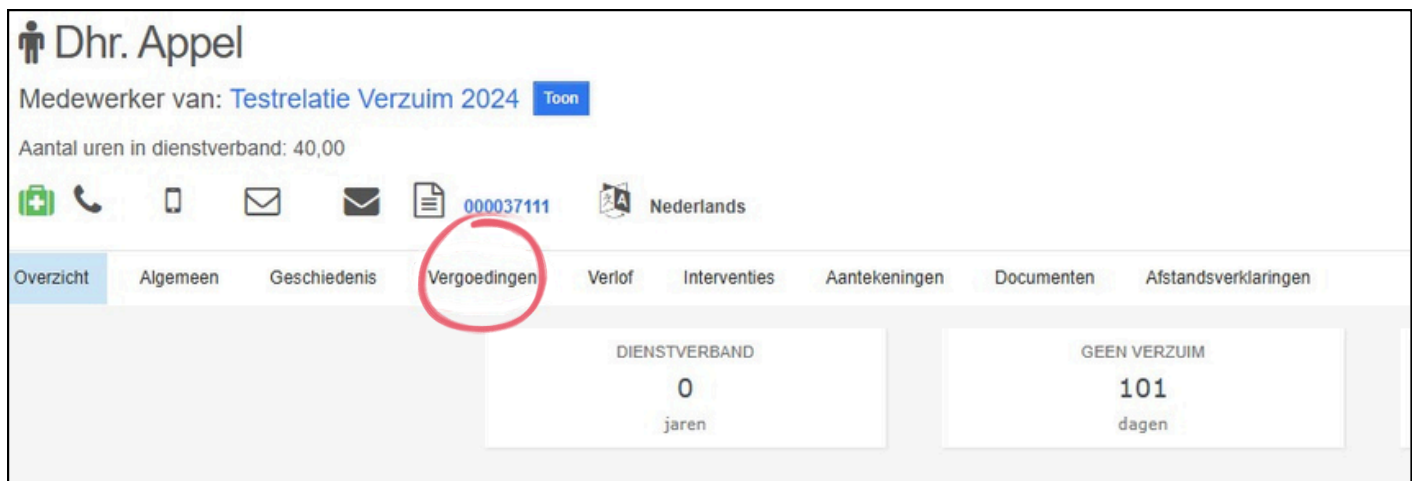 Dhr. Appel
Medewerker van: Testrelatie Verzuim 2024 Toon
Aantal uren in dienstverband: 40,00
000037111 Nederlands
Overzicht Algemeen Geschiedenis Vergoedingen Verlof Interventies Aantekeningen Documenten Afstandsverklaringen
DIENSTVERBAND GEEN VERZUIM
0 101
jaren dagen